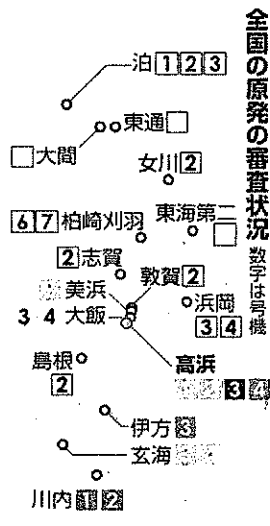 全国の原発の審査状況 数字は号機
泊 1 2 3
東通
大間
女川 2
東海第二
6 7 柏崎刈羽
2 志賀
敦賀 2
美浜
浜岡
3 4
3 4 大飯
高浜
3 4
島根
2
伊方 3
玄海
川内 1 2